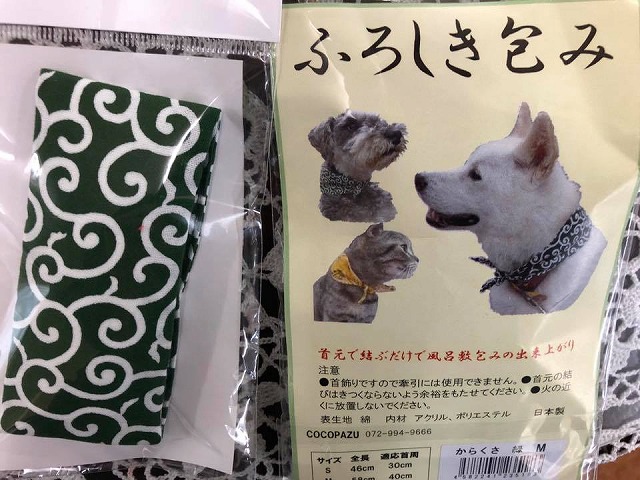 ふろしき包み
首元で結ぶだけで風呂敷包みの出来上がり
注意
●首飾りですので牽引には使用できません。●首元の結
びはきつくならないよう余裕をもたせてください。●火の近
くに放置しないでください。
表生地 綿 内材 アクリル、ポリエステル 日本製
COCOPAZU 072-994-9666
サイズ 全長 適応首周
S 46cm 30cm
M 58cm 40cm
からくさ 緑 M